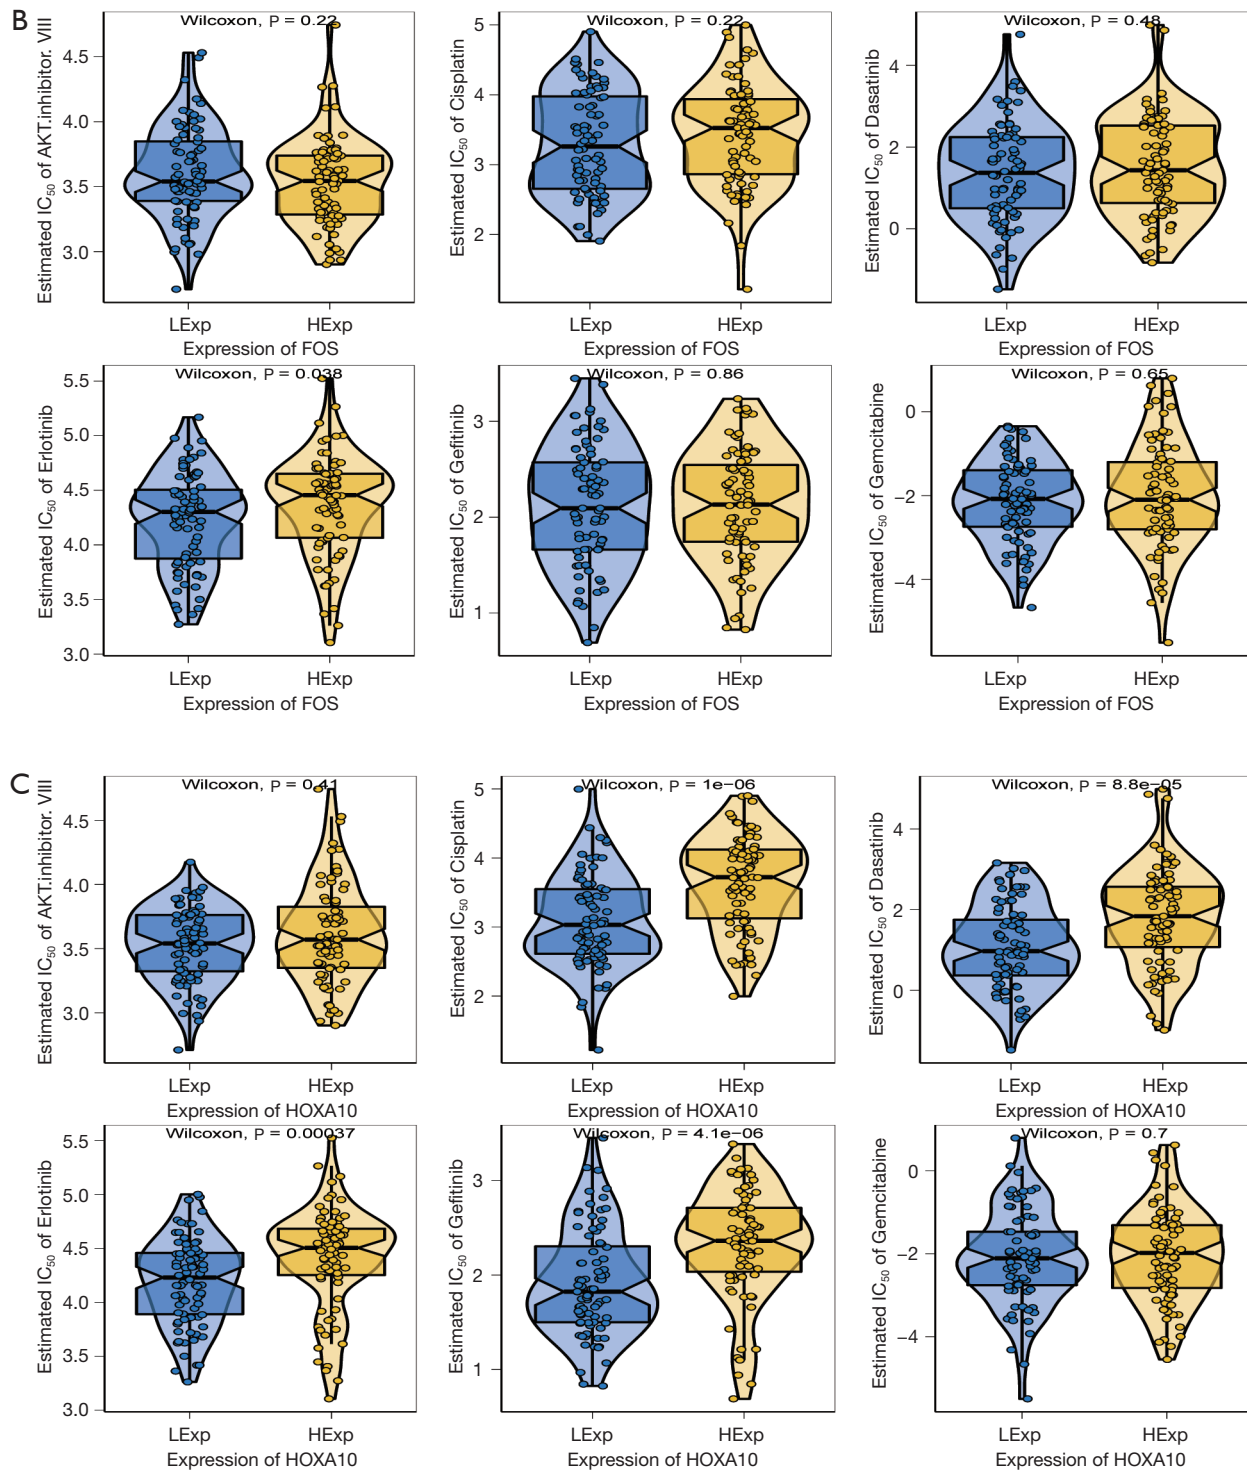 B
Wilcoxon, P = 0.22
Estimated IC50 of AKT.inhibitor. VIII
4.5
4.0
3.5
3.0
LExp
HExp
Expression of FOS
Wilcoxon, P = 0.22
Estimated IC50 of Cisplatin
5
4
3
2
LExp
HExp
Expression of FOS
Wilcoxon, P = 0.48
Estimated IC50 of Dasatinib
4
2
0
LExp
HExp
Expression of FOS
Wilcoxon, P = 0.038
Estimated IC50 of Erlotinib
5.5
5.0
4.5
4.0
3.5
3.0
LExp
HExp
Expression of FOS
Wilcoxon, P = 0.86
Estimated IC50 of Gefitinib
3
2
1
LExp
HExp
Expression of FOS
Wilcoxon, P = 0.65
Estimated IC50 of Gemcitabine
0
−2
−4
LExp
HExp
Expression of FOS
C
Wilcoxon, P = 0.41
Estimated IC50 of AKT.inhibitor. VIII
4.5
4.0
3.5
3.0
LExp
HExp
Expression of HOXA10
Wilcoxon, P = 1e−06
Estimated IC50 of Cisplatin
5
4
3
2
LExp
HExp
Expression of HOXA10
Wilcoxon, P = 8.8e−05
Estimated IC50 of Dasatinib
4
2
0
LExp
HExp
Expression of HOXA10
Wilcoxon, P = 0.00037
Estimated IC50 of Erlotinib
5.5
5.0
4.5
4.0
3.5
3.0
LExp
HExp
Expression of HOXA10
Wilcoxon, P = 4.1e−06
Estimated IC50 of Gefitinib
3
2
1
LExp
HExp
Expression of HOXA10
Wilcoxon, P = 0.7
Estimated IC50 of Gemcitabine
0
−2
−4
LExp
HExp
Expression of HOXA10